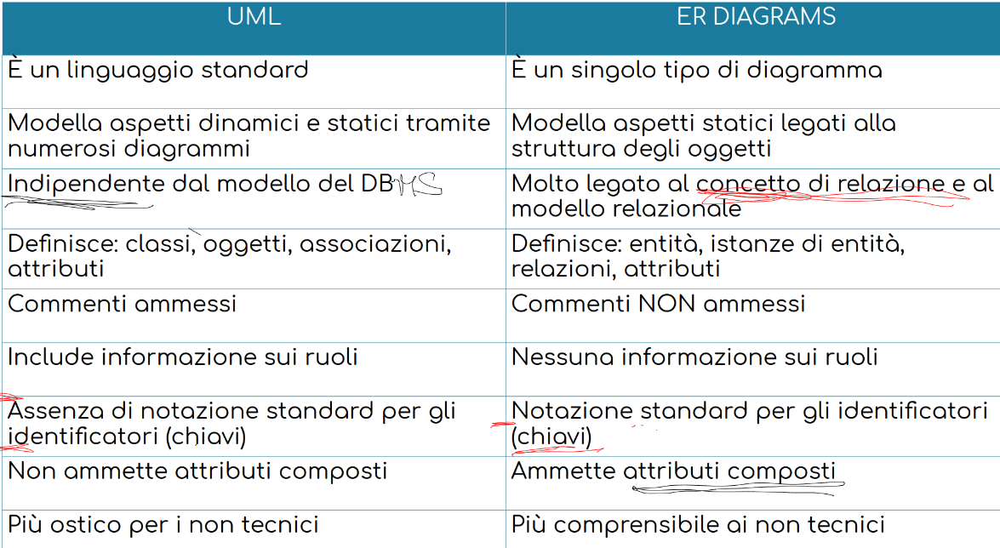 UML
ER DIAGRAMS
È un linguaggio standard
È un singolo tipo di diagramma
Modella aspetti dinamici e statici tramite
numerosi diagrammi
Modella aspetti statici legati alla
struttura degli oggetti
Indipendente dal modello del DBMS
Molto legato al concetto di relazione e al
modello relazionale
Definisce: classi, oggetti, associazioni,
attributi
Definisce: entità, istanze di entità,
relazioni, attributi
Commenti ammessi
Commenti NON ammessi
Include informazione sui ruoli
Nessuna informazione sui ruoli
Assenza di notazione standard per gli
identificatori (chiavi)
Notazione standard per gli identificatori
(chiavi)
Non ammette attributi composti
Ammette attributi composti
Più ostico per i non tecnici
Più comprensibile ai non tecnici